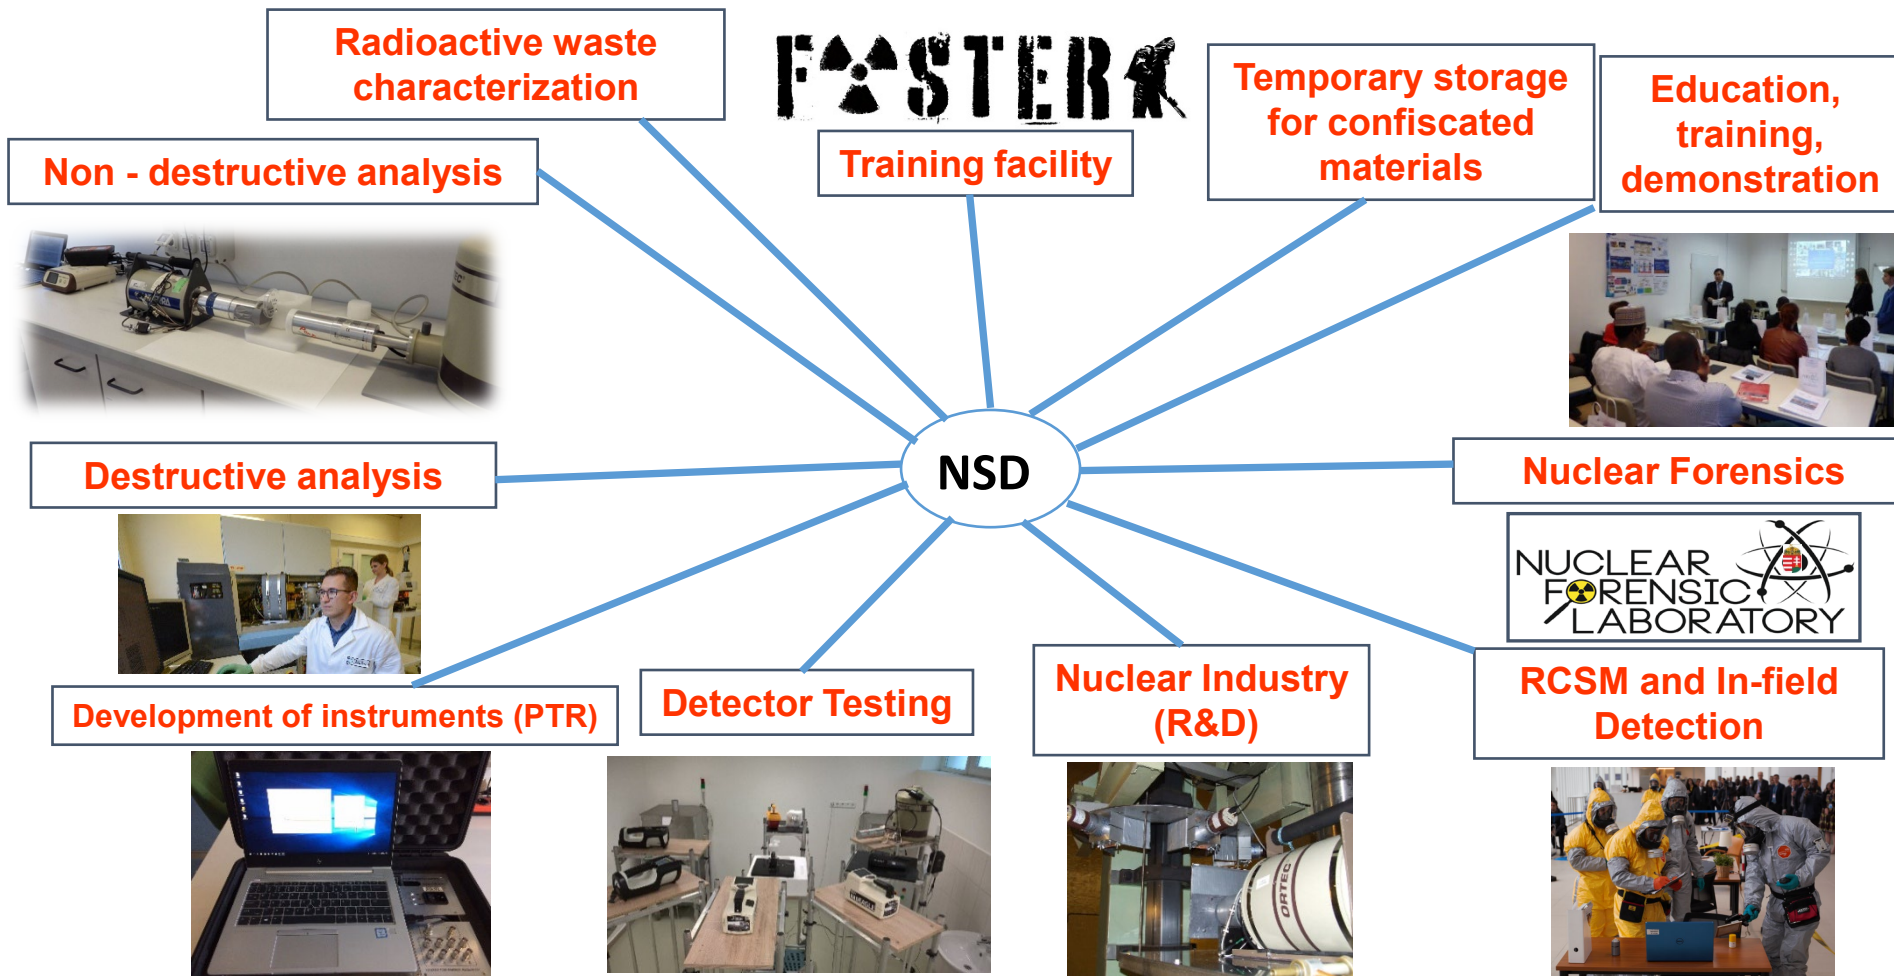 Radioactive waste
characterization
FOSTER
Temporary storage
for confiscated
materials
Education,
training,
demonstration
Non - destructive analysis
Training facility
Destructive analysis
NSD
Nuclear Forensics
NUCLEAR
FORENSIC
LABORATORY
Development of instruments (PTR)
Detector Testing
Nuclear Industry
(R&D)
RCSM and In-field
Detection
ORTEC